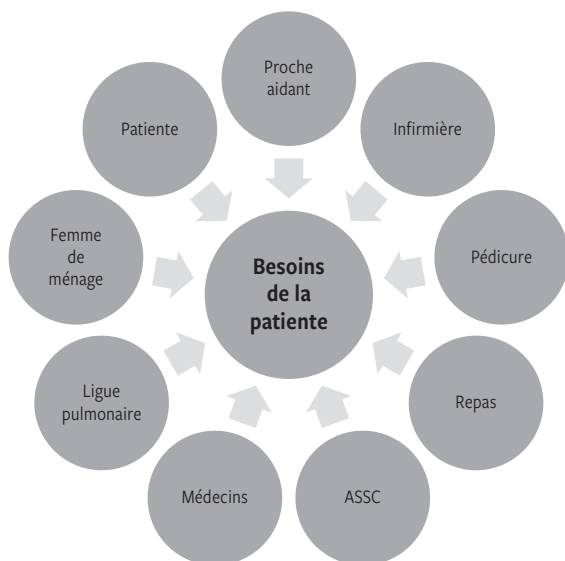 Proche
aidant
Infirmière
Pédicure
Repas
ASSC
Médecins
Ligue
pulmonaire
Femme
de
ménage
Patiente
Besoins
de la
patiente